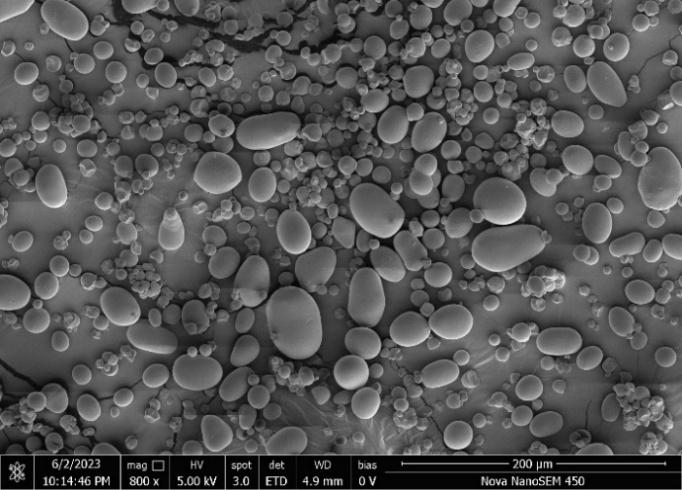 6/2/2023 mag HV spot det WD bias 200 µm
10:14:46 PM 800 x 5.00 kV 3.0 ETD 4.9 mm 0 V Nova NanoSEM 450